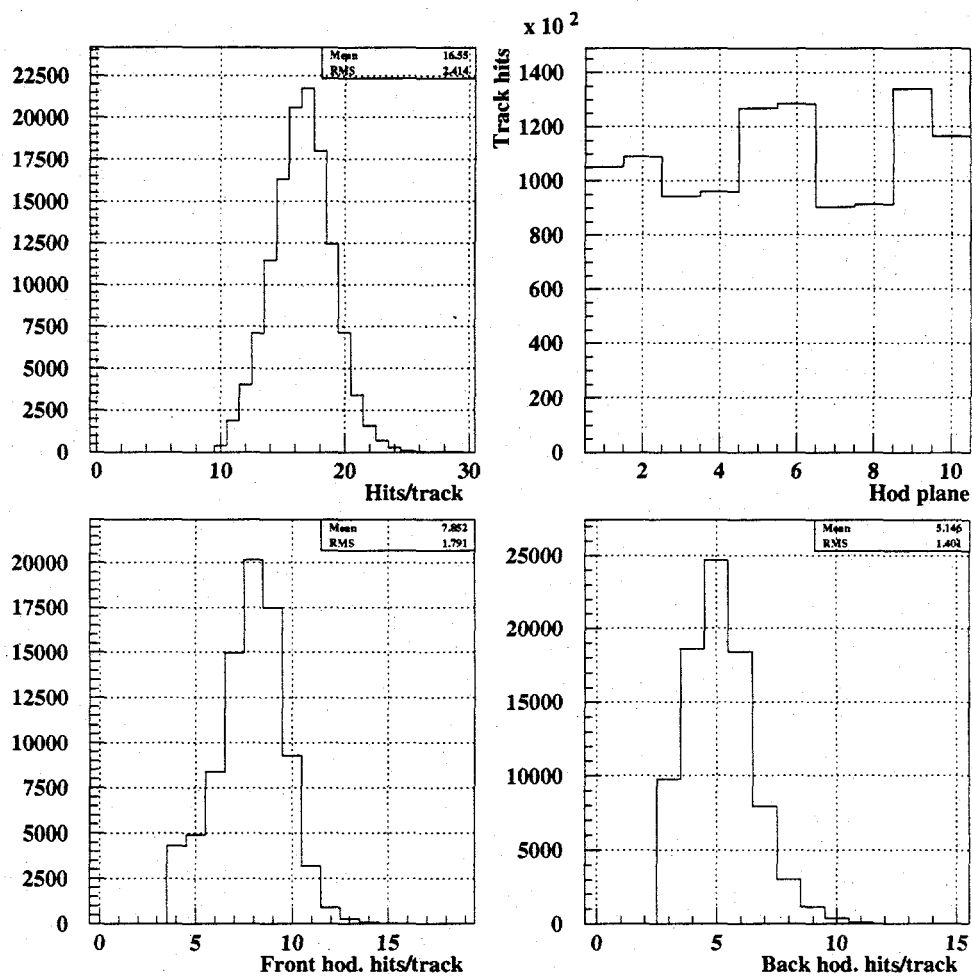 x 10 2
Mean 16.55
RMS 2.414
22500
20000
17500
15000
12500
10000
7500
5000
2500
0
0 10 20 30
Hits/track
Track hits
1400
1200
1000
800
600
400
200
0
2 4 6 8 10
Hod plane
Mean 7.852
RMS 1.791
20000
17500
15000
12500
10000
7500
5000
2500
0
0 5 10 15
Front hod. hits/track
Mean 5.146
RMS 1.401
25000
20000
15000
10000
5000
0
0 5 10 15
Back hod. hits/track